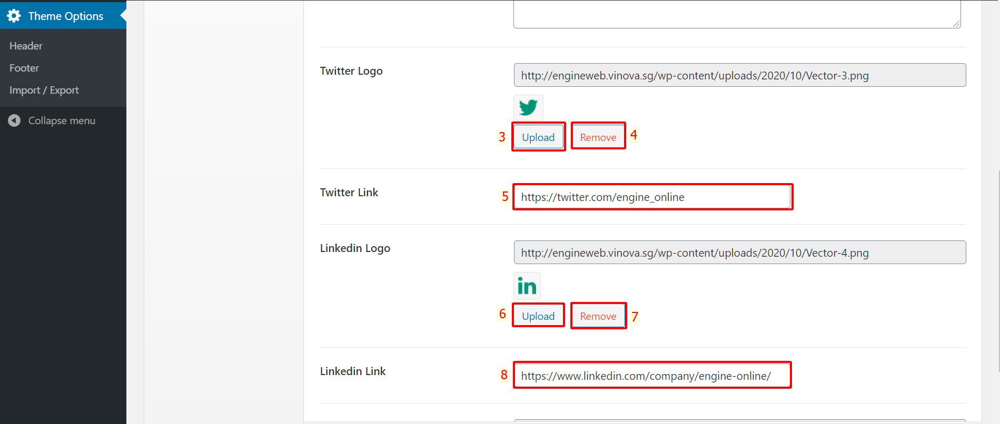 Theme Options
Header
Footer
Import / Export
Collapse menu
Twitter Logo
http://engineweb.vinova.sg/wp-content/uploads/2020/10/Vector-3.png
3 Upload Remove 4
Twitter Link
5 https://twitter.com/engine_online
Linkedin Logo
http://engineweb.vinova.sg/wp-content/uploads/2020/10/Vector-4.png
in
6 Upload Remove 7
Linkedin Link
8 https://www.linkedin.com/company/engine-online/